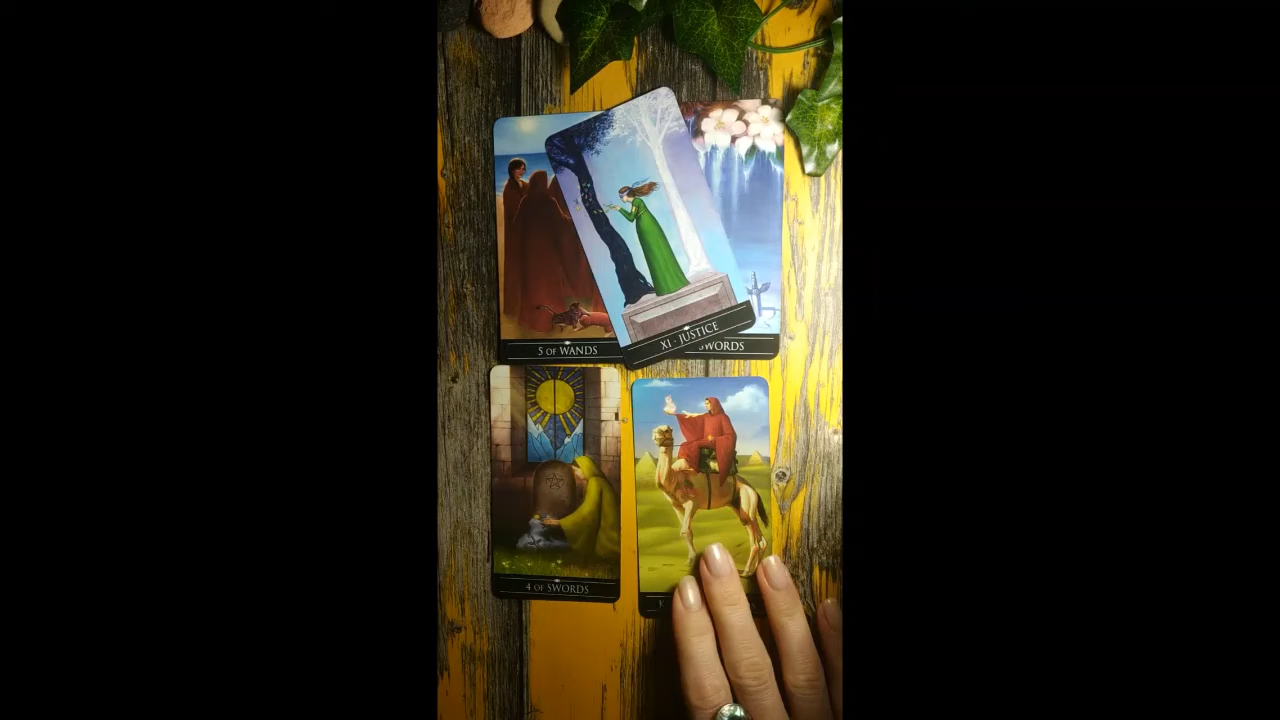 5 OF WANDS
XI · JUSTICE
SWORDS
4 OF SWORDS
K